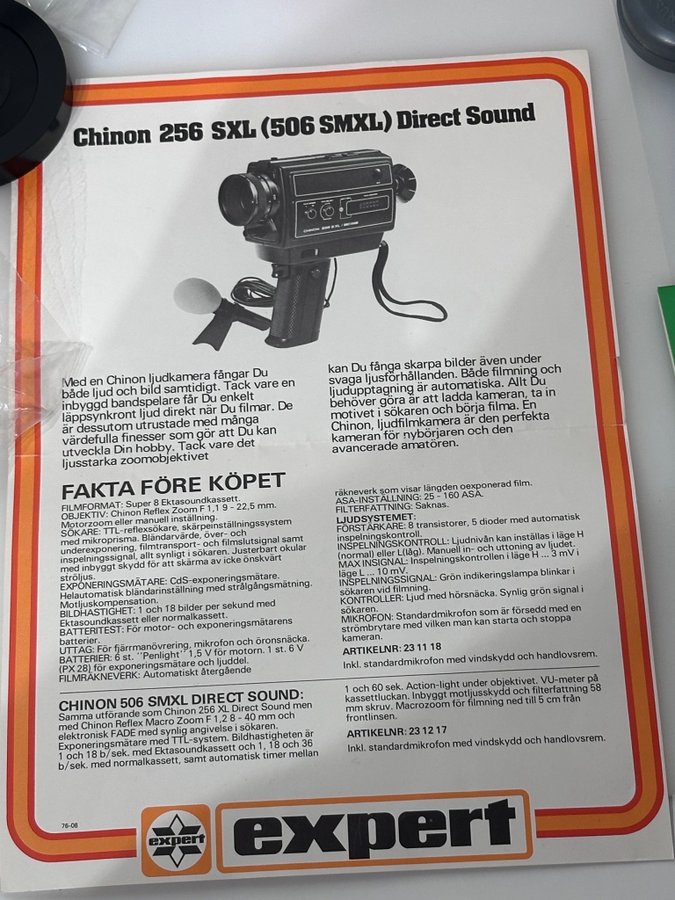 Chinon 256 SXL (506 SMXL) Direct Sound
CHINON 256 SXL - DIRECT SOUND
Med en Chinon ljudkamera fångar Du
både ljud och bild samtidigt. Tack vare en
inbyggd bandspelare får Du enkelt
läppsynkront ljud direkt när Du filmar. De
är dessutom utrustade med många
värdefulla finesser som gör att Du kan
utveckla Din hobby. Tack vare det
ljusstarka zoomobjektivet
kan Du fånga skarpa bilder även under
svaga ljusförhållanden. Både filmning och
ljudupptagning är automatiska. Allt Du
behöver göra är att ladda kameran, ta in
motivet i sökaren och börja filma. En
Chinon, ljudfilmkamera är den perfekta
kameran för nybörjaren och den
avancerade amatören.
FAKTA FÖRE KÖPET
FILMFORMAT: Super 8 Ektasoundkassett.
OBJEKTIV: Chinon Reflex Zoom F 1,1 9 - 22,5 mm.
Motorzoom eller manuell inställning.
SÖKARE: TTL-reflexsökare, skärpeinställningssystem
med mikroprisma. Bländarvärde, över- och
underexponering, filmtransport- och filmslutsignal samt
inspelningssignal, allt synligt i sökaren. Justerbart okular
med inbyggt skydd för att skärma av icke önskvärt
ströljus.
EXPONERINGSMÄTARE: CdS-exponeringsmätare.
Helautomatisk bländarinställning med strålgångsmätning.
Motljuskompensation.
BILDHASTIGHET: 1 och 18 bilder per sekund med
Ektasoundkassett eller normalkassett.
BATTERITEST: För motor- och exponeringsmätarens
batterier.
UTTAG: För fjärrmanövrering, mikrofon och öronsnäcka.
BATTERIER: 6 st. "Penlight" 1,5 V för motorn. 1 st. 6 V
(PX 28) för exponeringsmätare och ljuddel.
FILMRÄKNEVERK: Automatiskt återgående
räkneverk som visar längden oexponerad film.
ASA-INSTÄLLNING: 25 - 160 ASA.
FILTERFATTNING: Saknas.
LJUDSYSTEMET:
FÖRSTÄRKARE: 8 transistorer, 5 dioder med automatisk
inspelningskontroll.
INSPELNINGSKONTROLL: Ljudnivån kan inställas i läge H
(normal) eller L(låg). Manuell in- och uttoning av ljudet.
MAX INSIGNAL: Inspelningskontrollen i läge H ... 3 mV i
läge L ... 10 mV.
INSPELNINGSSIGNAL: Grön indikeringslampa blinkar i
sökaren vid filmning.
KONTROLLER: Ljud med hörsnäcka. Synlig grön signal i
sökaren.
MIKROFON: Standardmikrofon som är försedd med en
strömbrytare med vilken man kan starta och stoppa
kameran.
ARTIKELNR: 23 11 18
Inkl. standardmikrofon med vindskydd och handlovsrem.
CHINON 506 SMXL DIRECT SOUND:
Samma utförande som Chinon 256 XL Direct Sound men
med Chinon Reflex Macro Zoom F 1,2 8 - 40 mm och
elektronisk FADE med synlig angivelse i sökaren.
Exponeringsmätare med TTL-system. Bildhastigheten är
1 och 18 b/sek. med Ektasoundkassett och 1, 18 och 36
b/sek. med normalkassett, samt automatisk timer mellan
1 och 60 sek. Action-light under objektivet. VU-meter på
kassettluckan. Inbyggt motljusskydd och filterfattning 58
mm skruv. Macrozoom för filmning ned till 5 cm från
frontlinsen.
ARTIKELNR: 23 12 17
Inkl. standardmikrofon med vindskydd och handlovsrem.
76-08
expert
expert